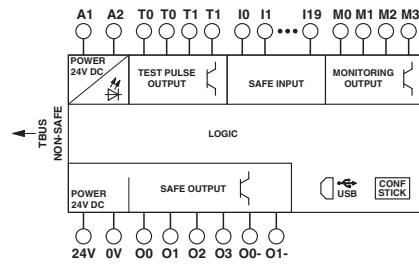 A1 A2 T0 T0 T1 T1 I0 I1 ••• I19 M0 M1 M2 M3
POWER
24V DC
TEST PULSE
OUTPUT
SAFE INPUT
MONITORING
OUTPUT
TBUS
NON-SAFE
LOGIC
POWER
24V DC
SAFE OUTPUT
USB
CONF
STICK
24V 0V O0 O1 O2 O3 O0- O1-